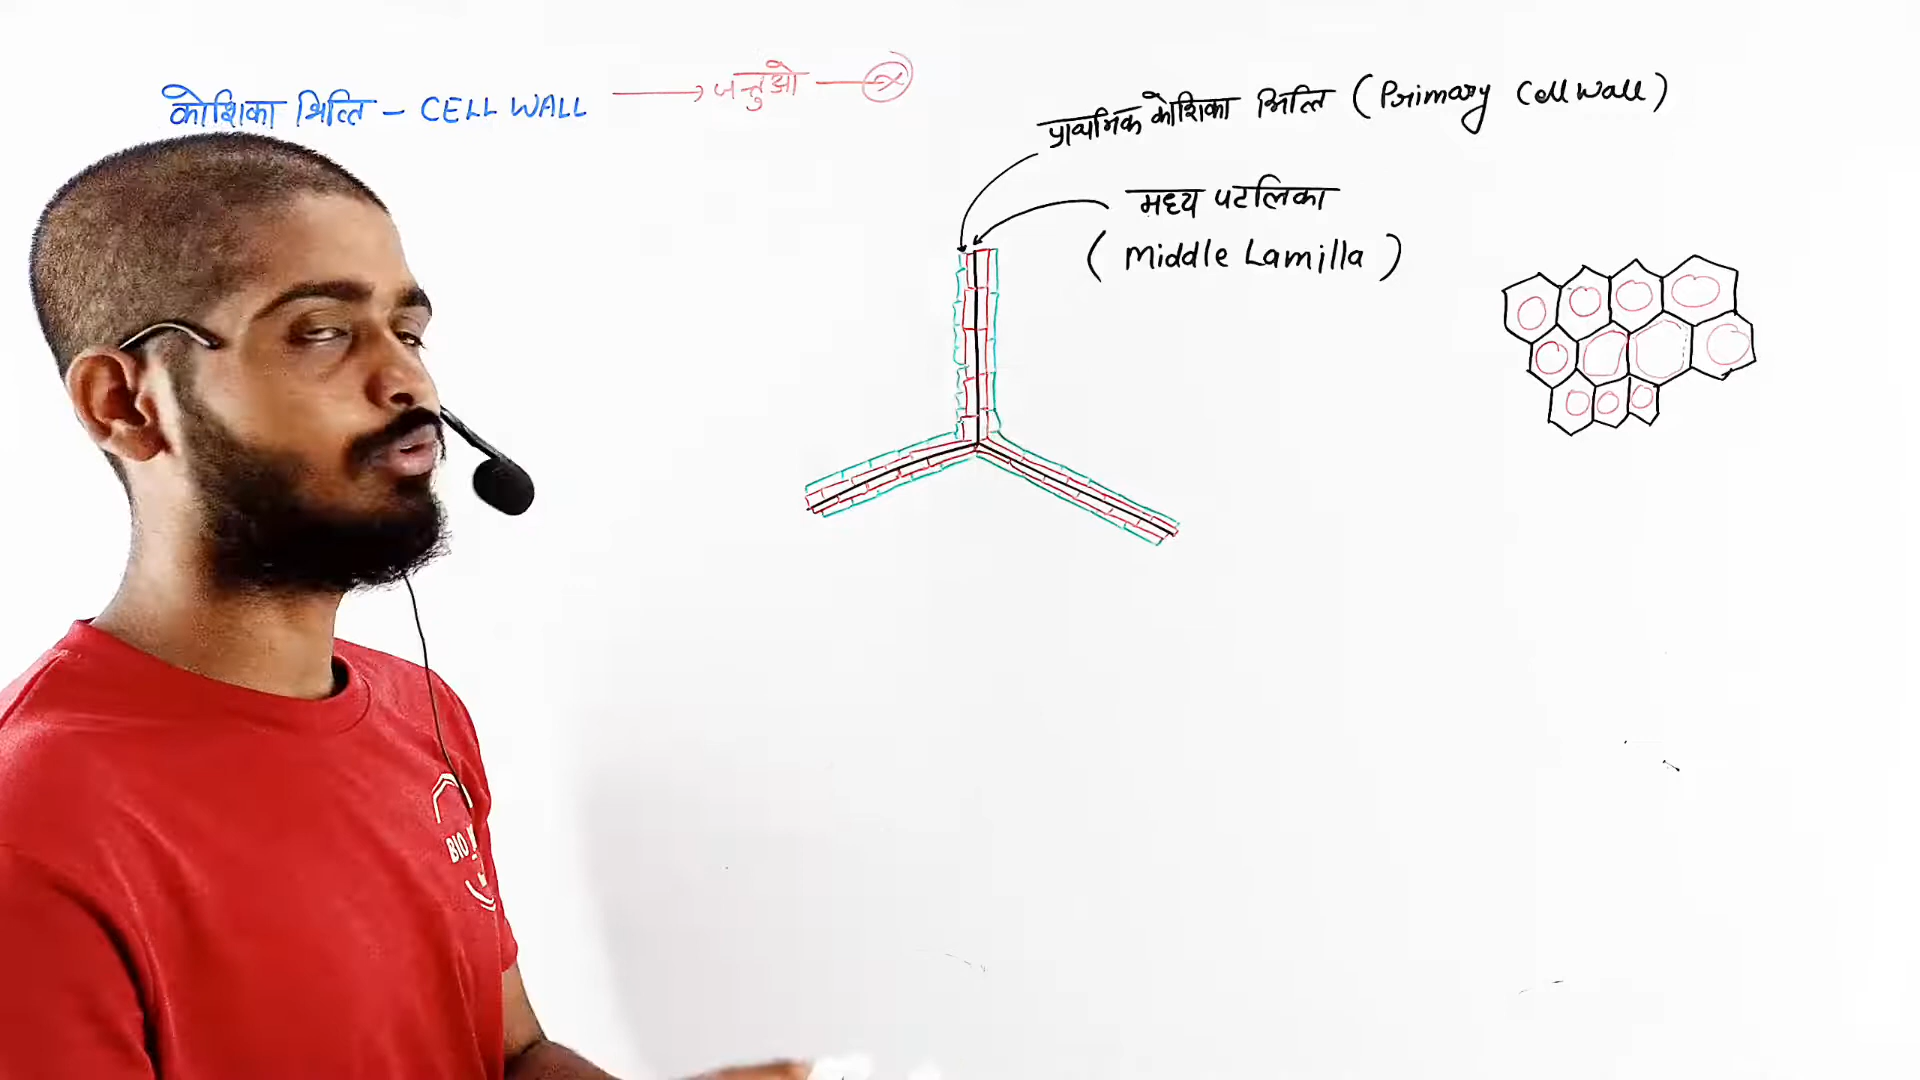 कोशिका भित्ति - CELL WALL
जन्तुओ
प्राथमिक कोशिका भित्ति (Primary Cell wall)
मध्य पटलिका
(Middle Lamilla)
BIO